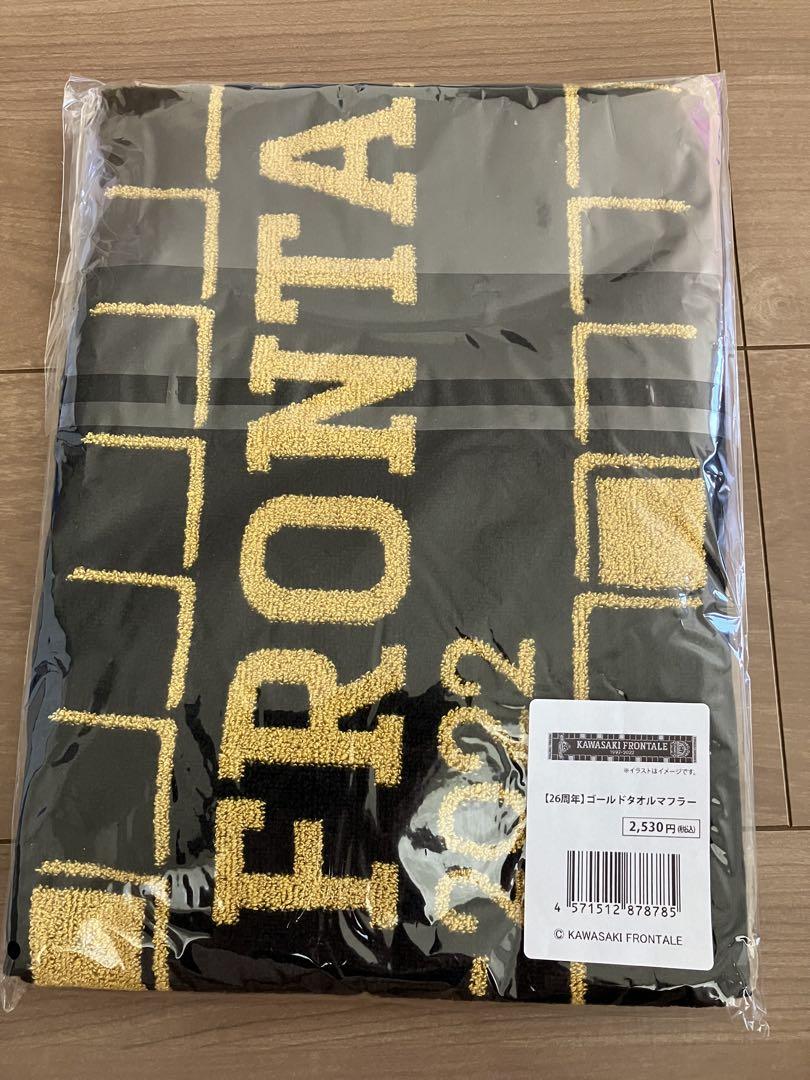 FRONTA
2022
KAWASAKI FRONTALE
1997-2022
※イラストはイメージです。
【26周年】ゴールドタオルマフラー
2,530円(税込)
4 571512 878785
© KAWASAKI FRONTALE